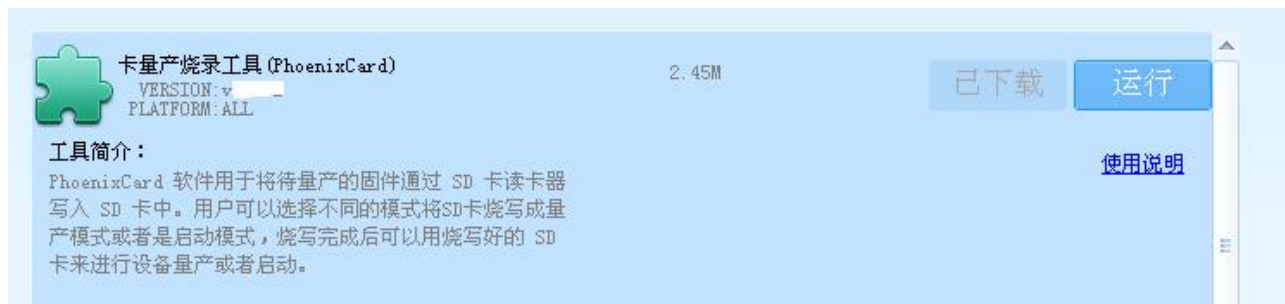 卡量产烧录工具(PhoenixCard)
2.45M
已下载
运行
VERSION:v
PLATFORM:ALL
工具简介：
使用说明
PhoenixCard 软件用于将待量产的固件通过 SD 卡读卡器
写入 SD 卡中。用户可以选择不同的模式将SD卡烧写成量
产模式或者是启动模式，烧写完成后可以用烧写好的 SD
卡来进行设备量产或者启动。